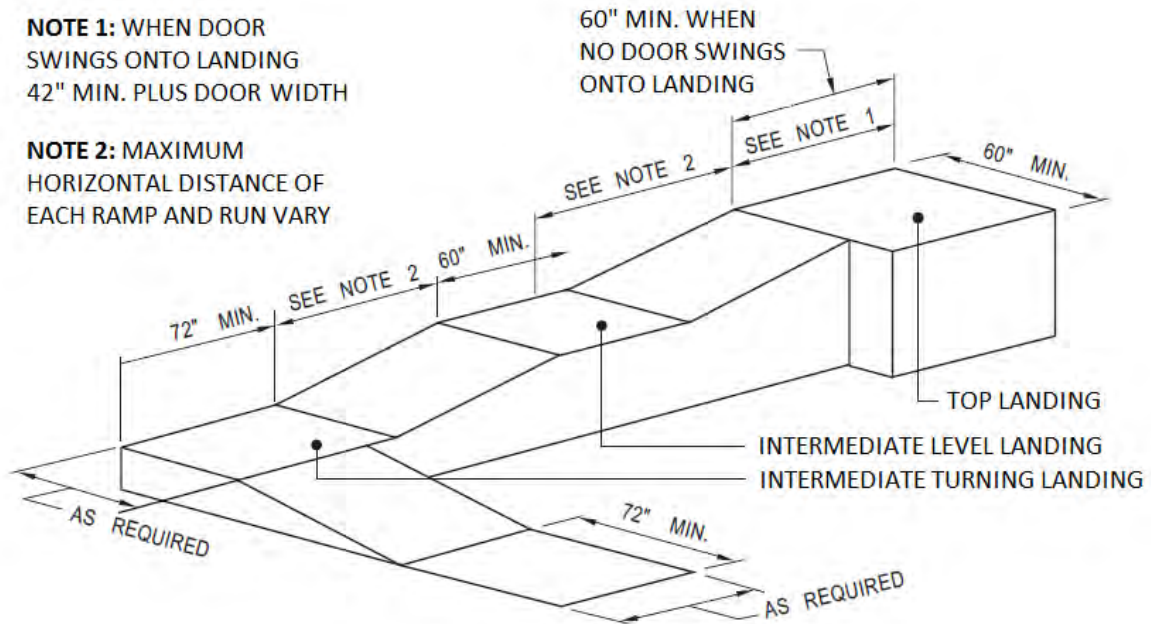 NOTE 1: WHEN DOOR
SWINGS ONTO LANDING
42" MIN. PLUS DOOR WIDTH
NOTE 2: MAXIMUM
HORIZONTAL DISTANCE OF
EACH RAMP AND RUN VARY
60" MIN. WHEN
NO DOOR SWINGS
ONTO LANDING
SEE NOTE 1
60" MIN.
SEE NOTE 2
60" MIN.
SEE NOTE 2
72" MIN.
TOP LANDING
INTERMEDIATE LEVEL LANDING
INTERMEDIATE TURNING LANDING
AS REQUIRED
72" MIN.
AS REQUIRED